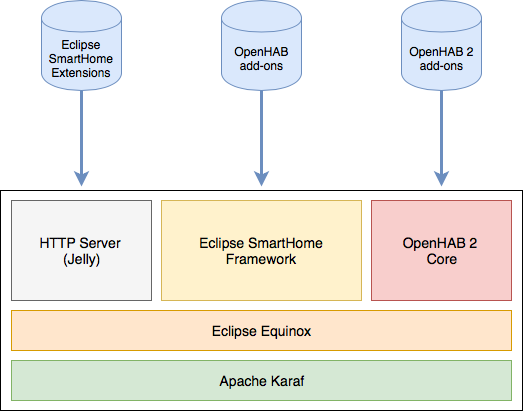 Eclipse
SmartHome
Extensions
OpenHAB
add-ons
OpenHAB 2
add-ons
HTTP Server
(Jelly)
Eclipse SmartHome
Framework
OpenHAB 2
Core
Eclipse Equinox
Apache Karaf